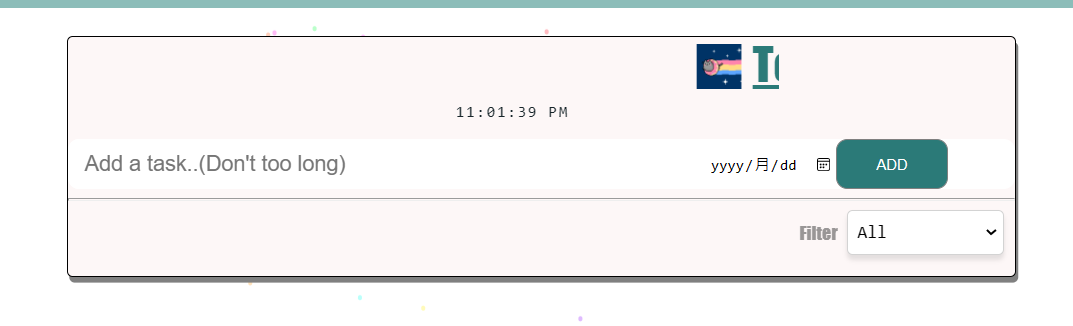 11:01:39 PM
Add a task..(Don't too long) yyyy/月/dd ADD
Filter All